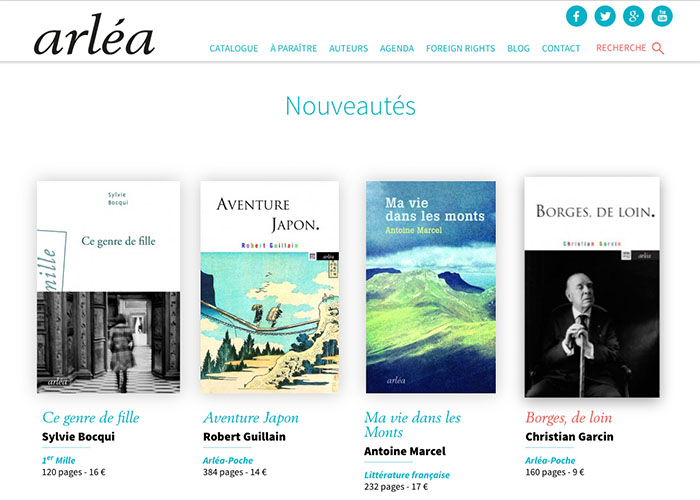 arléa
CATALOGUE À PARAÎTRE AUTEURS AGENDA FOREIGN RIGHTS BLOG CONTACT RECHERCHE
Nouveautés
Sylvie
Bocqui
Ce genre de fille
mille
arléa
AVENTURE
JAPON.
Robert Guillain
arléa
Ma vie
dans les monts
Antoine Marcel
arléa
BORGES, DE LOIN.
Christian Garcin
arléa
Ce genre de fille
Sylvie Bocqui
1er Mille
120 pages - 16 €
Aventure Japon
Robert Guillain
Arléa-Poche
384 pages - 14 €
Ma vie dans les
Monts
Antoine Marcel
Littérature française
232 pages - 17 €
Borges, de loin
Christian Garcin
Arléa-Poche
160 pages - 9 €